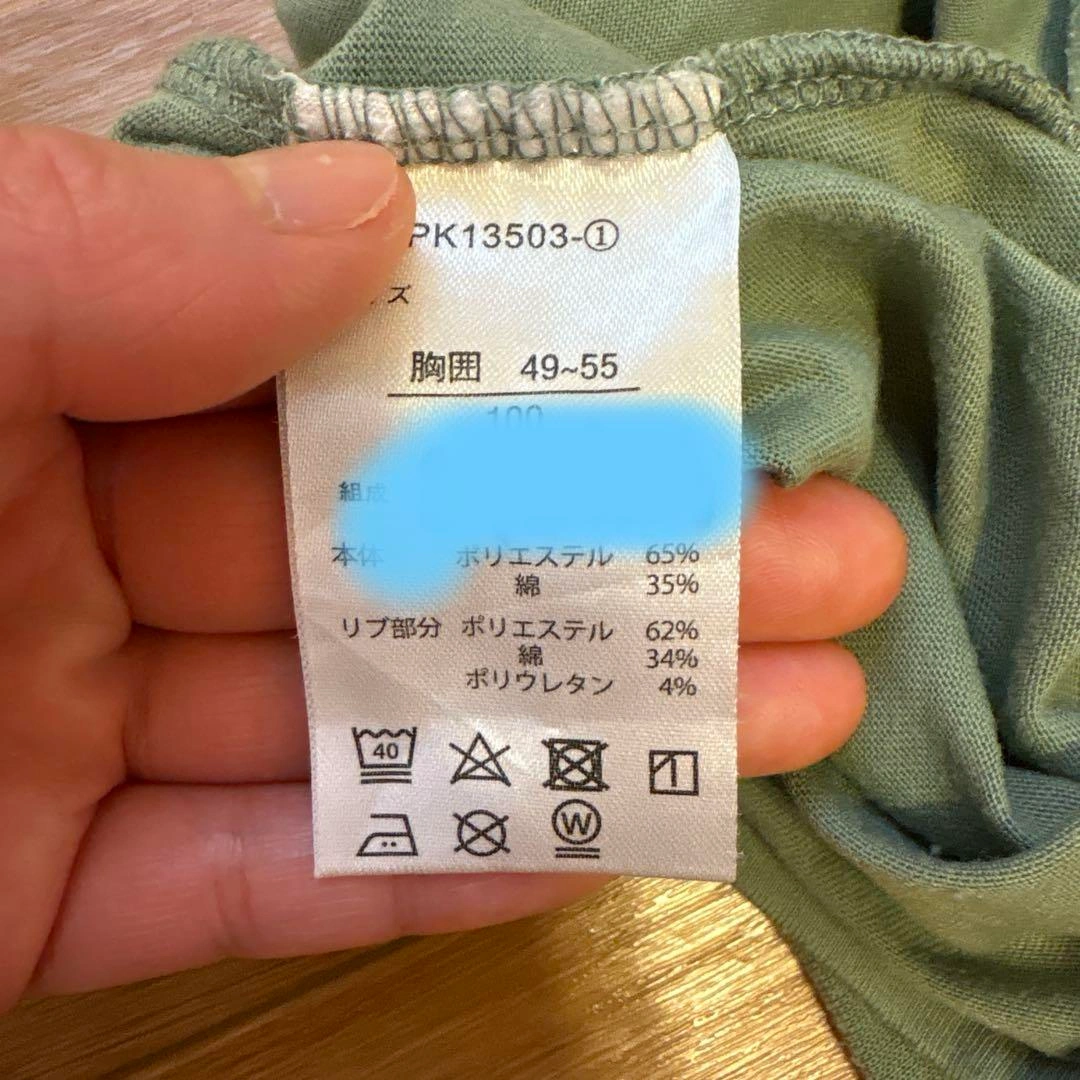 PK13503-①
ズ
胸囲 49~55
100
組成
本体 ポリエステル 65%
綿 35%
リブ部分 ポリエステル 62%
綿 34%
ポリウレタン 4%
40
W